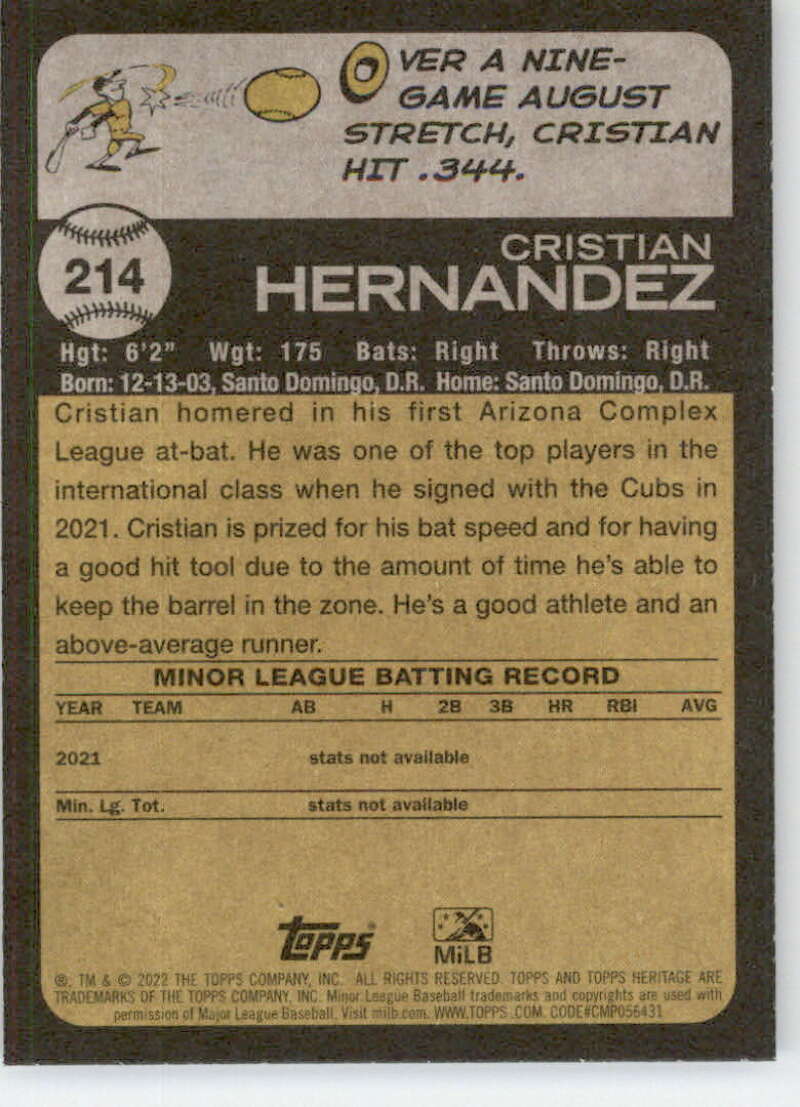 OVER A NINE-
GAME AUGUST
STRETCH, CRISTIAN
HIT .344.
214
CRISTIAN
HERNANDEZ
Hgt: 6'2" Wgt: 175 Bats: Right Throws: Right
Born: 12-13-03, Santo Domingo, D.R. Home: Santo Domingo, D.R.
Cristian homered in his first Arizona Complex
League at-bat. He was one of the top players in the
international class when he signed with the Cubs in
2021. Cristian is prized for his bat speed and for having
a good hit tool due to the amount of time he's able to
keep the barrel in the zone. He's a good athlete and an
above-average runner.
MINOR LEAGUE BATTING RECORD
YEAR TEAM AB H 2B 3B HR RBI AVG
2021 stats not available
Min. Lg. Tot. stats not available
topps
MiLB
®, TM & © 2022 THE TOPPS COMPANY, INC. ALL RIGHTS RESERVED. TOPPS AND TOPPS HERITAGE ARE
TRADEMARKS OF THE TOPPS COMPANY, INC. Minor League Baseball trademarks and copyrights are used with
permission of Major League Baseball. Visit milb.com. WWW.TOPPS.COM. CODE#CMP056431